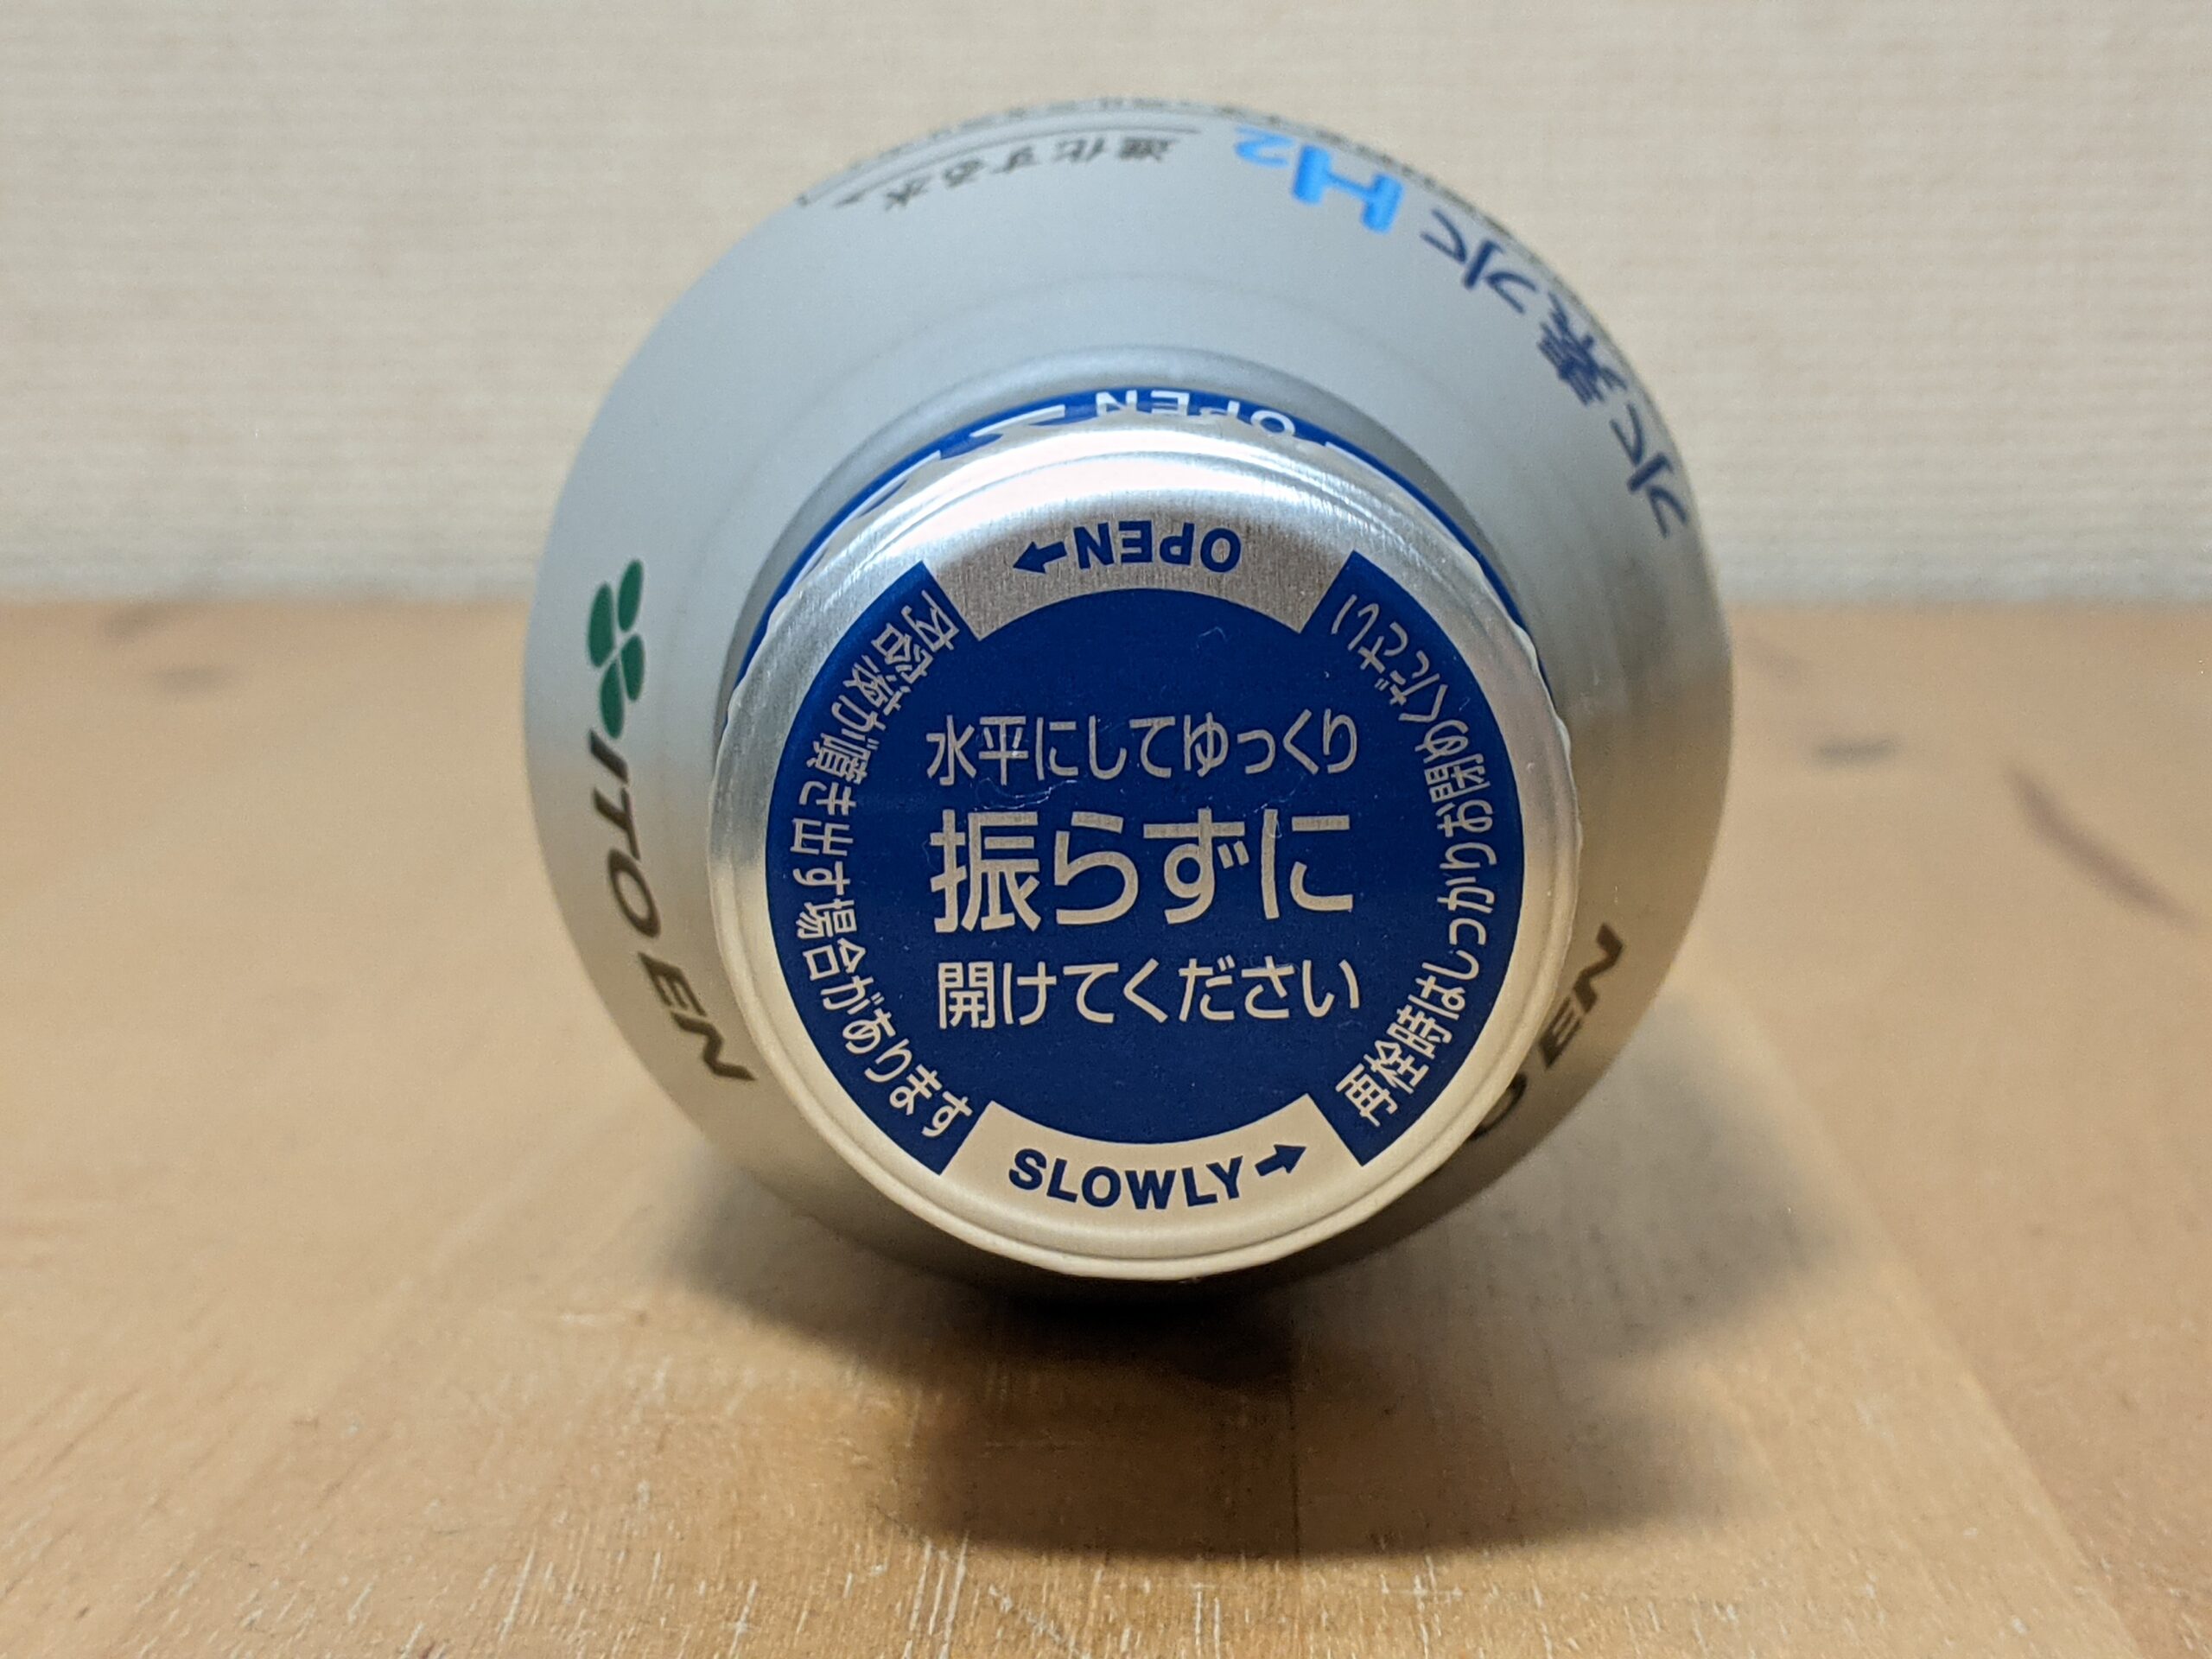 進化する水
水素水 H2
OPEN
OPEN
内容液が噴き出す場合があります
再栓時はしっかりお閉めください
水平にしてゆっくり
振らずに
開けてください
SLOWLY
ITO EN
EN